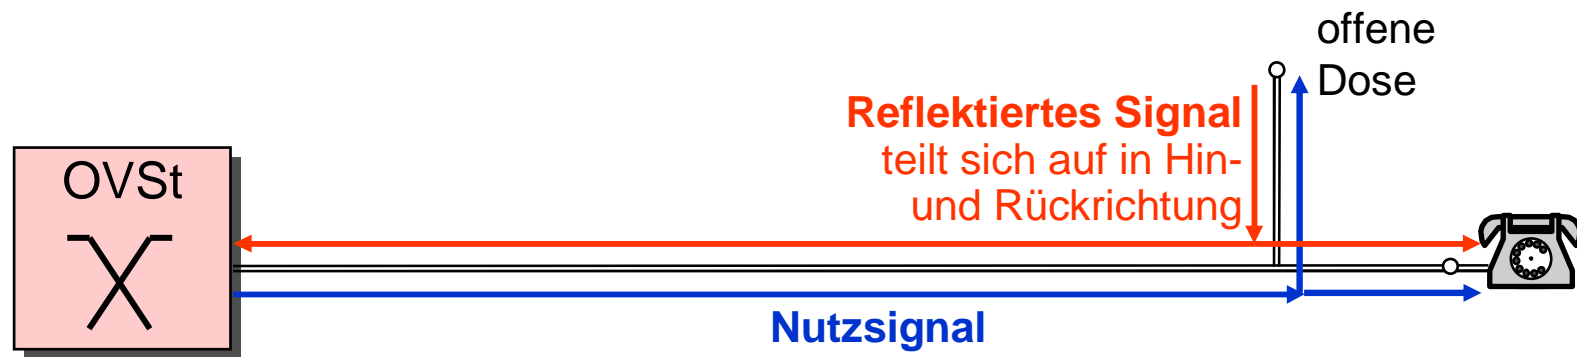 offene
Dose
Reflektiertes Signal
teilt sich auf in Hin-
und Rückrichtung
OVSt
Nutzsignal